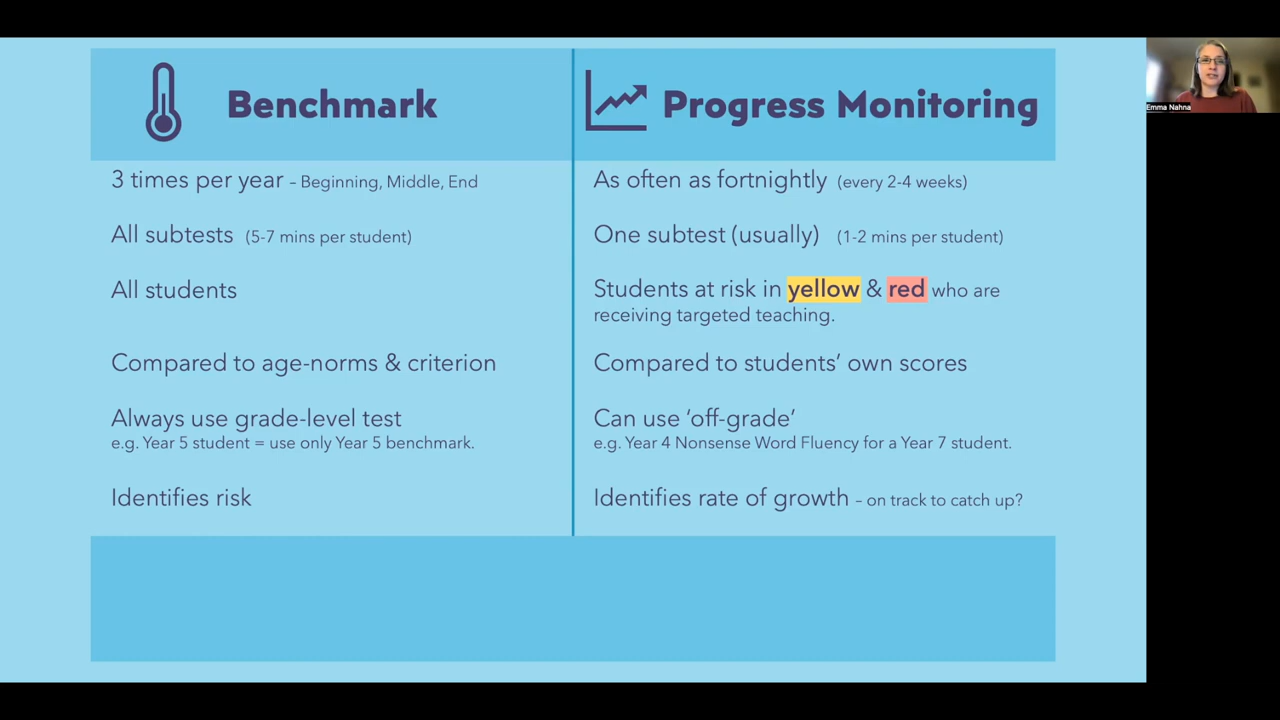 Benchmark
Progress Monitoring
3 times per year – Beginning, Middle, End
As often as fortnightly (every 2-4 weeks)
All subtests (5-7 mins per student)
One subtest (usually) (1-2 mins per student)
All students
Students at risk in yellow & red who are
receiving targeted teaching.
Compared to age-norms & criterion
Compared to students’ own scores
Always use grade-level test
e.g. Year 5 student = use only Year 5 benchmark.
Can use ‘off-grade’
e.g. Year 4 Nonsense Word Fluency for a Year 7 student.
Identifies risk
Identifies rate of growth – on track to catch up?
Emma Nahna